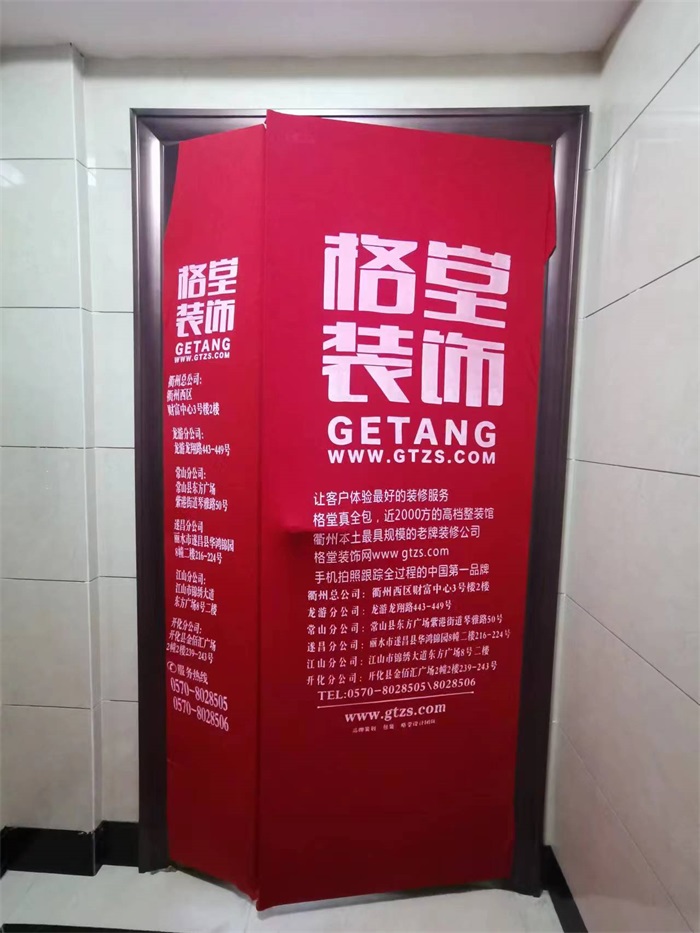 格堂
装饰
GETANG
WWW.GTZS.COM
衢州总公司:
衢州西区
财富中心3号楼2楼
龙游分公司:
龙游龙翔路443-449号
常山分公司:
常山县东方广场
紫港街道琴雅路50号
遂昌分公司:
丽水市遂昌县华鸿锦园
8幢二楼216-224号
江山分公司:
江山市锦绣大道
东方广场8号二楼
开化分公司:
开化县金佰汇广场
2幢2楼239-243号
服务热线
0570-8028505
0570-8028506
格堂
装饰
GETANG
WWW.GTZS.COM
让客户体验最好的装修服务
格堂真全包，近2000方的高档整装馆
衢州本土最具规模的老牌装修公司
格堂装饰网www.gtzs.com
手机拍照跟踪全过程的中国第一品牌
衢州总公司：衢州西区财富中心3号楼2楼
龙游分公司：龙游龙翔路443-449号
常山分公司：常山县东方广场紫港街道琴雅路50号
遂昌分公司：丽水市遂昌县华鸿锦园8幢二楼216-224号
江山分公司：江山市锦绣大道东方广场8号二楼
开化分公司：开化县金佰汇广场2幢2楼239-243号
TEL:0570-8028505\8028506
www.gtzs.com
品牌策划